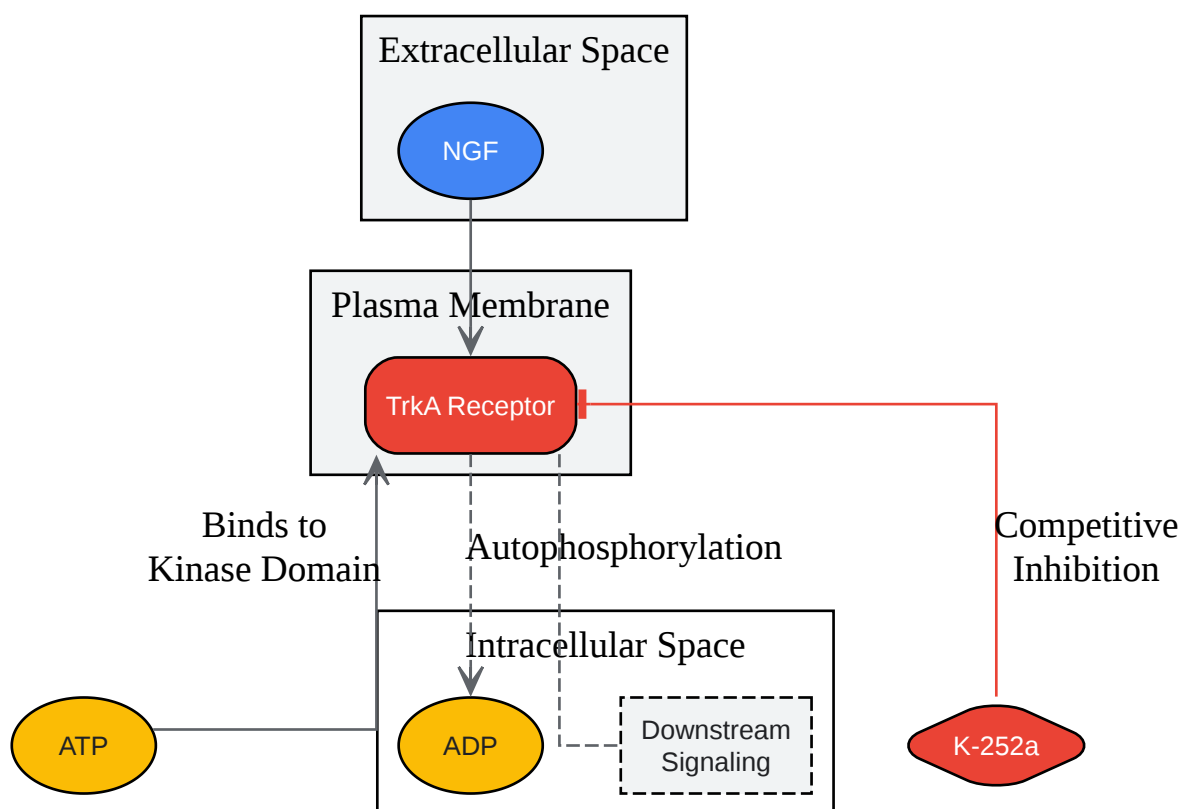 Extracellular Space
NGF
Plasma Membrane
TrkA Receptor
Binds to
Kinase Domain
Autophosphorylation
Competitive
Inhibition
Intracellular Space
ATP
ADP
Downstream
Signaling
K-252a